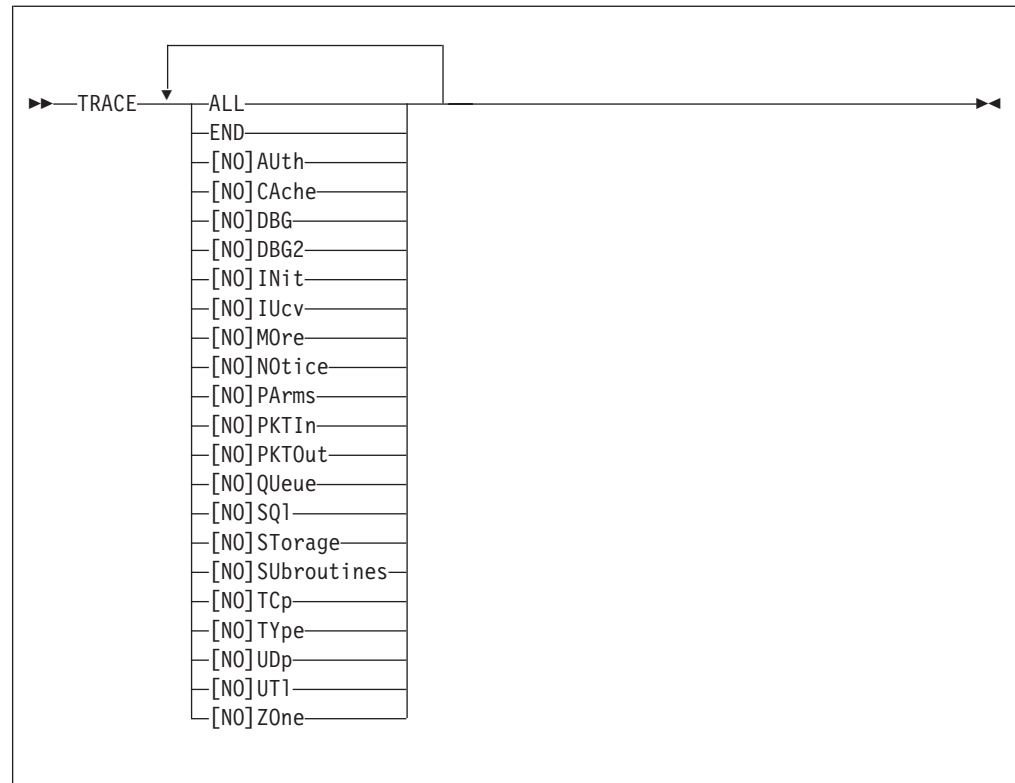 TRACE ALL
END
[NO]AUth
[NO]CAche
[NO]DBG
[NO]DBG2
[NO]INit
[NO]IUcv
[NO]MOre
[NO]NOtice
[NO]PArms
[NO]PKTIn
[NO]PKTOut
[NO]QUeue
[NO]SQl
[NO]STorage
[NO]SUbroutines
[NO]TCp
[NO]TYpe
[NO]UDp
[NO]UTl
[NO]ZOne